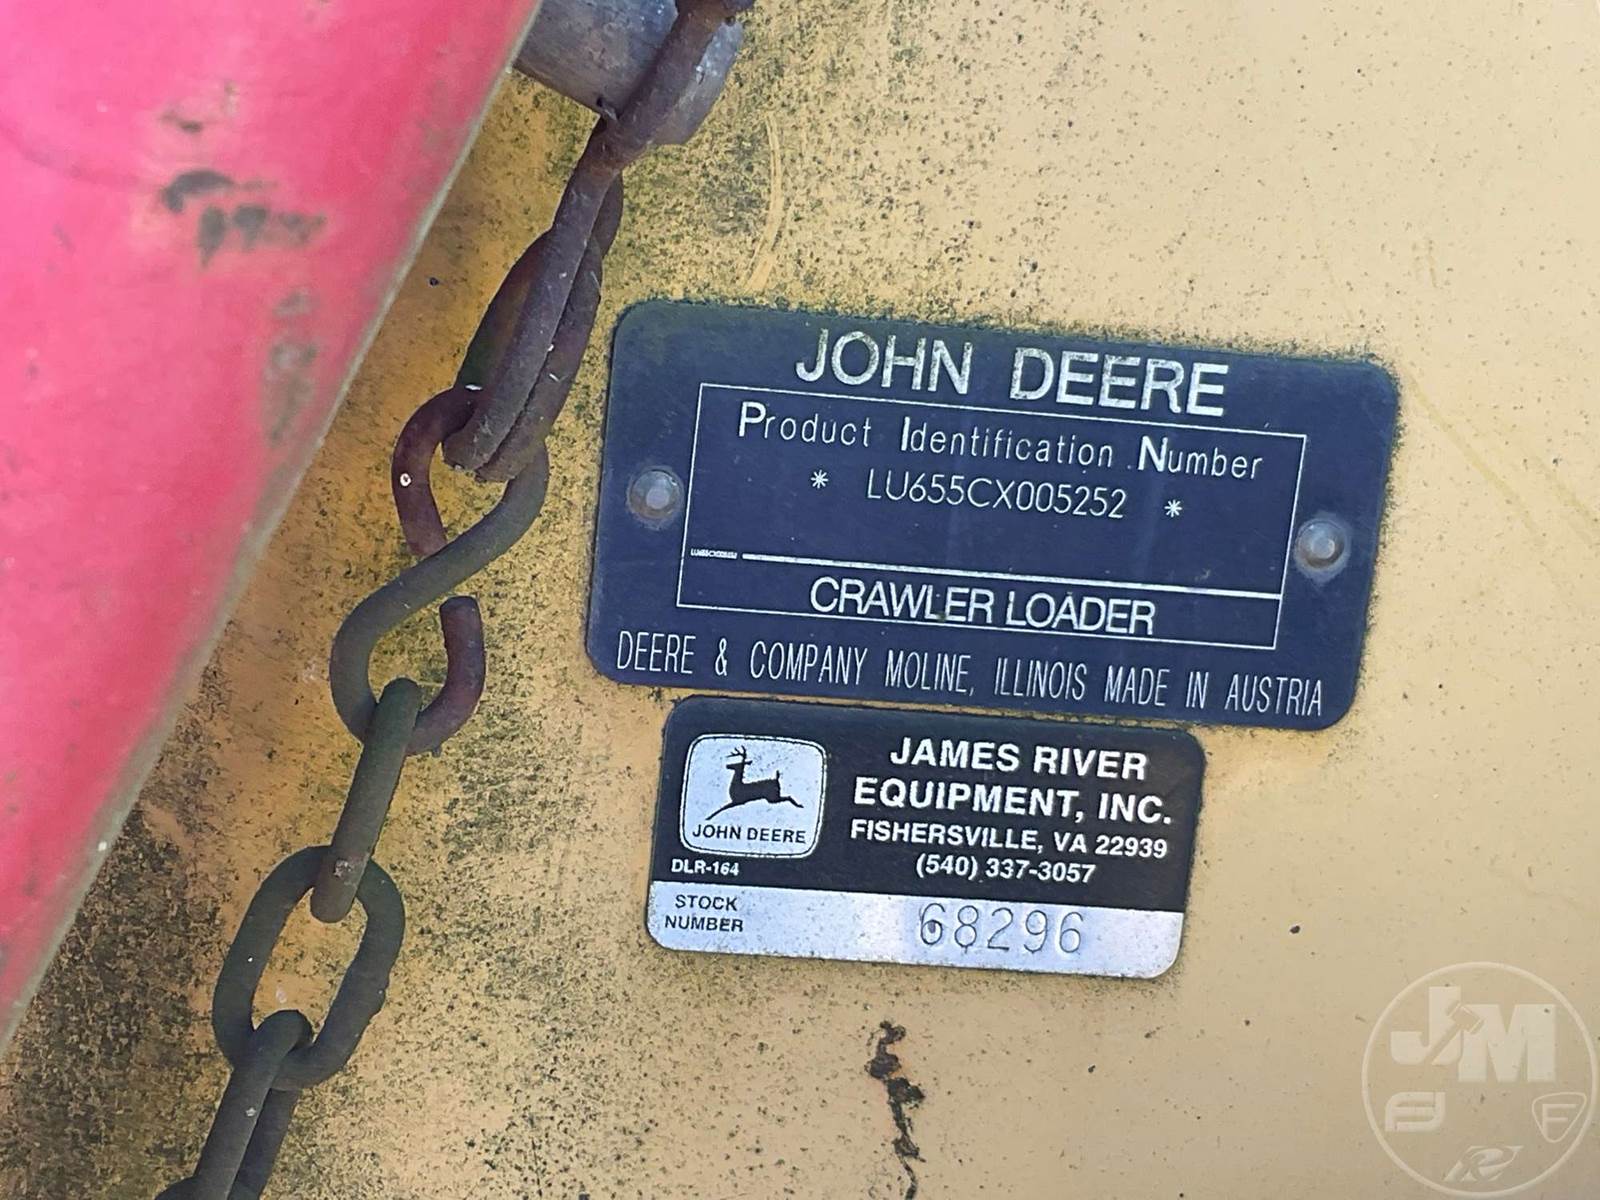 JOHN DEERE
Product Identification Number
* LU655CX005252 *
CRAWLER LOADER
DEERE & COMPANY MOLINE, ILLINOIS MADE IN AUSTRIA
JOHN DEERE
DLR-164
JAMES RIVER
EQUIPMENT, INC.
FISHERSVILLE, VA 22939
(540) 337-3057
STOCK
NUMBER
68296
JM